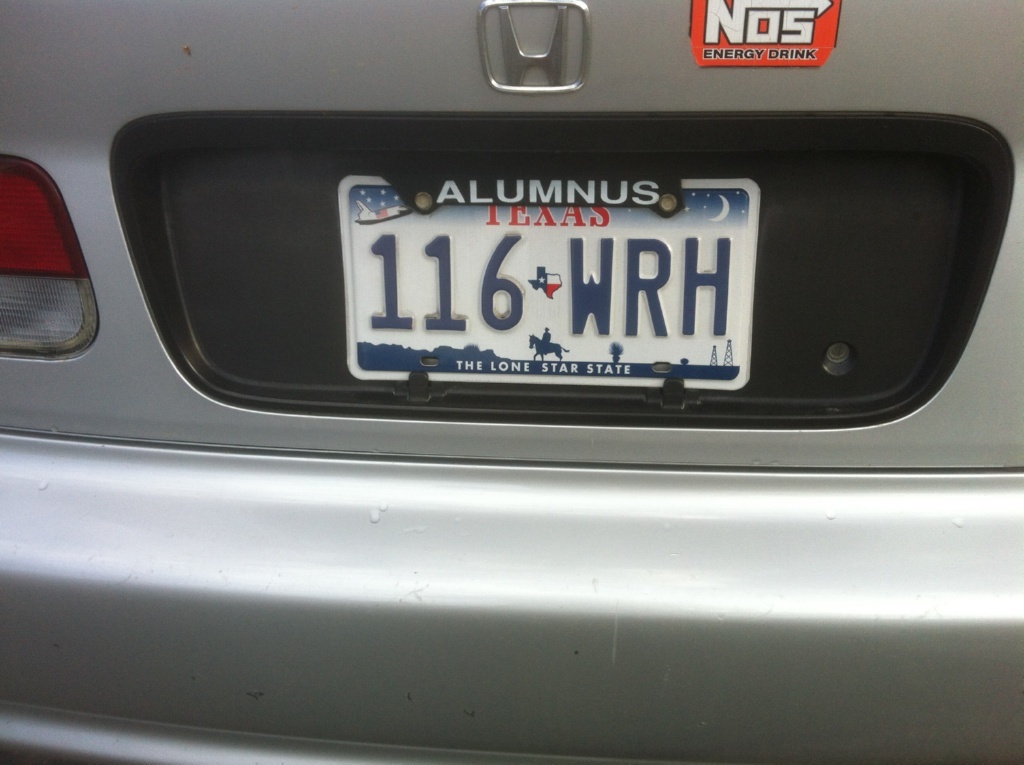 NOS
ENERGY DRINK
ALUMNUS
TEXAS
116 WRH
THE LONE STAR STATE